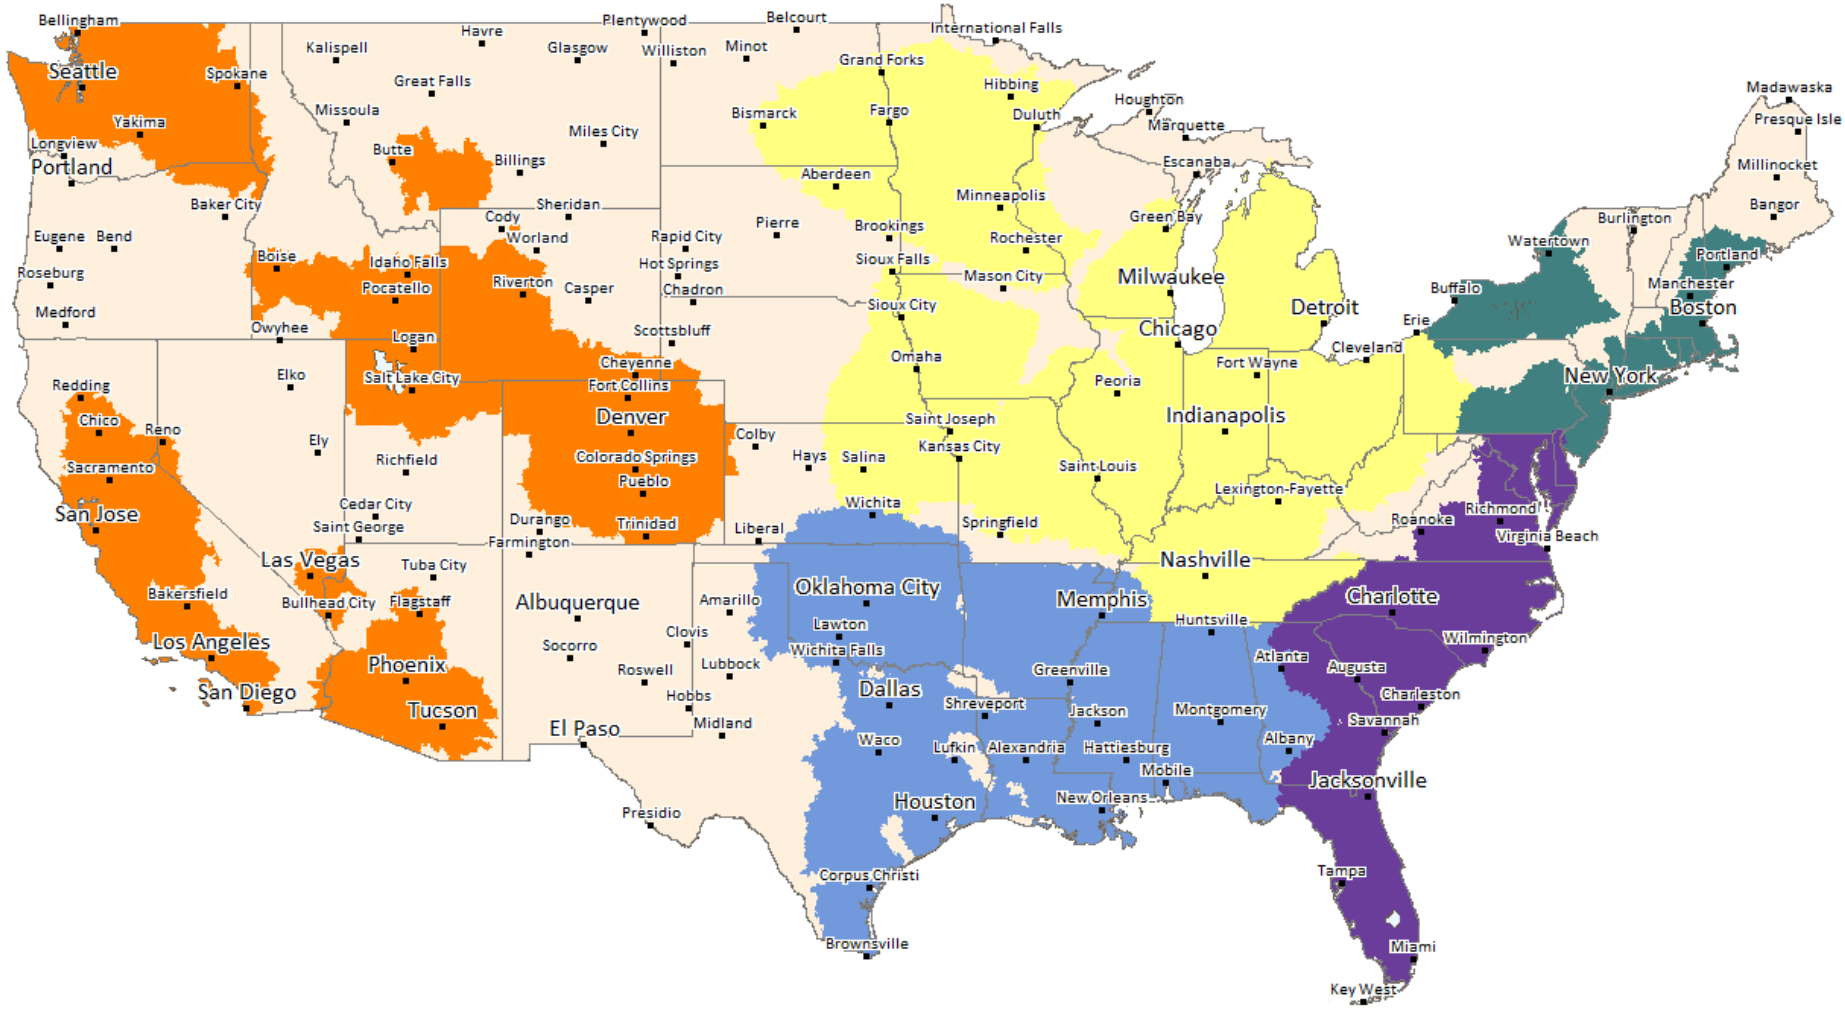 Bellingham
Plentywood
Belcourt
International Falls
Havre
Kalispell
Glasgow
Williston
Minot
Grand Forks
Seattle
Spokane
Great Falls
Hibbing
Houghton
Madawaska
Missoula
Bismarck
Fargo
Duluth
Marquette
Presque Isle
Yakima
Miles City
Longview
Butte
Billings
Escanaba
Millinocket
Portland
Aberdeen
Minneapolis
Baker City
Sheridan
Cody
Pierre
Green Bay
Burlington
Bangor
Eugene
Bend
Worland
Rapid City
Brookings
Rochester
Watertown
Boise
Idaho Falls
Hot Springs
Sioux Falls
Portland
Roseburg
Pocatello
Riverton
Casper
Chadron
Mason City
Milwaukee
Buffalo
Manchester
Medford
Sioux City
Detroit
Boston
Owyhee
Logan
Scottsbluff
Chicago
Erie
Omaha
Cleveland
Elko
Salt Lake City
Cheyenne
Fort Wayne
Redding
Fort Collins
Peoria
New York
Chico
Reno
Denver
Saint Joseph
Indianapolis
Ely
Colby
Kansas City
Sacramento
Richfield
Colorado Springs
Hays
Salina
Saint Louis
Pueblo
Lexington-Fayette
San Jose
Cedar City
Wichita
Saint George
Durango
Trinidad
Liberal
Springfield
Roanoke
Richmond
Farmington
Virginia Beach
Las Vegas
Tuba City
Nashville
Bakersfield
Bullhead City
Flagstaff
Albuquerque
Amarillo
Oklahoma City
Memphis
Charlotte
Los Angeles
Socorro
Clovis
Lawton
Huntsville
Wilmington
Phoenix
Roswell
Lubbock
Wichita Falls
Greenville
Atlanta
Augusta
San Diego
Hobbs
Dallas
Charleston
Tucson
El Paso
Midland
Shreveport
Jackson
Montgomery
Savannah
Waco
Lufkin
Alexandria
Hattiesburg
Albany
Mobile
Jacksonville
Presidio
Houston
New Orleans
Corpus Christi
Tampa
Brownsville
Miami
Key West